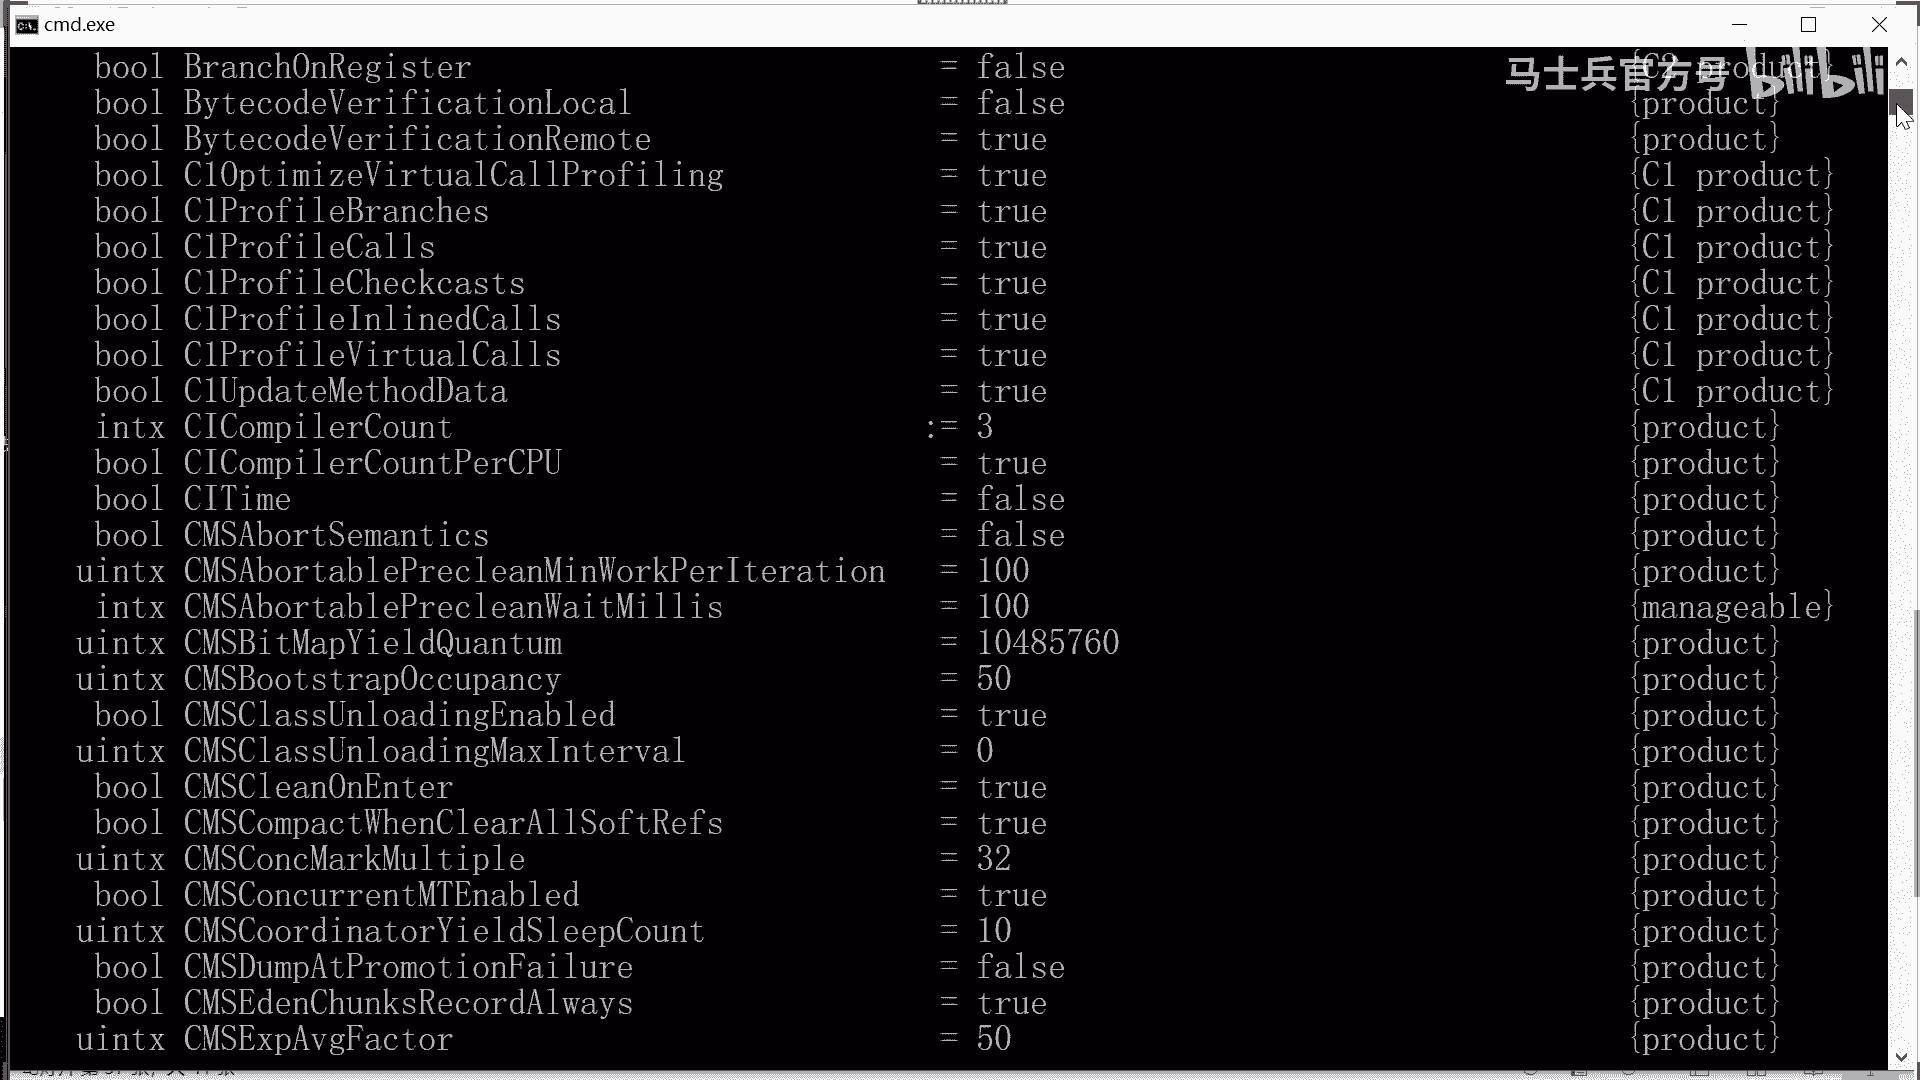 cmd.exe
马士兵官方号 bilibili
bool BranchOnRegister = false {C2 product}
bool BytecodeVerificationLocal = false {product}
bool BytecodeVerificationRemote = true {product}
bool C1OptimizeVirtualCallProfiling = true {C1 product}
bool C1ProfileBranches = true {C1 product}
bool C1ProfileCalls = true {C1 product}
bool C1ProfileCheckcasts = true {C1 product}
bool C1ProfileInlinedCalls = true {C1 product}
bool C1ProfileVirtualCalls = true {C1 product}
bool C1UpdateMethodData = true {C1 product}
intx CICompilerCount := 3 {product}
bool CICompilerCountPerCPU = true {product}
bool CITime = false {product}
bool CMSAbortSemantics = false {product}
uintx CMSAbortablePrecleanMinWorkPerIteration = 100 {product}
intx CMSAbortablePrecleanWaitMillis = 100 {manageable}
uintx CMSBitMapYieldQuantum = 10485760 {product}
uintx CMSBootstrapOccupancy = 50 {product}
bool CMSClassUnloadingEnabled = true {product}
uintx CMSClassUnloadingMaxInterval = 0 {product}
bool CMSCleanOnEnter = true {product}
bool CMSCompactWhenClearAllSoftRefs = true {product}
uintx CMSConcMarkMultiple = 32 {product}
bool CMSConcurrentMTEnabled = true {product}
uintx CMSCoordinatorYieldSleepCount = 10 {product}
bool CMSDumpAtPromotionFailure = false {product}
bool CMSEdenChunksRecordAlways = true {product}
uintx CMSExpAvgFactor = 50 {product}